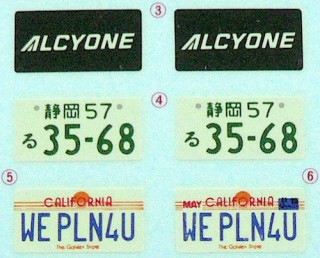 ③
ALCYONE ALCYONE
④
静岡 57 静岡 57
る 35-68 る 35-68
⑤ ⑥
CALIFORNIA MAY CALIFORNIA
WE PLN4U WE PLN4U
The Golden State The Golden State